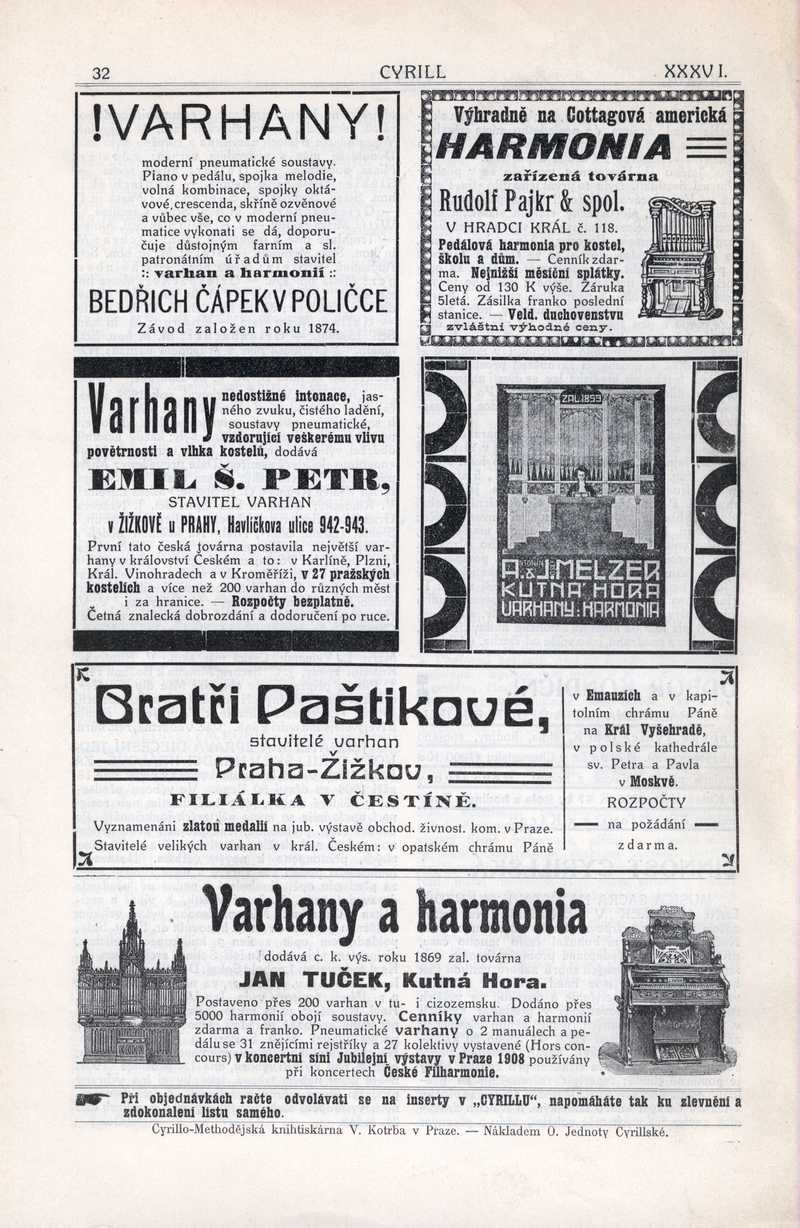 32 CYRILL XXXVI.
!VARHANY!
moderní pneumatické soustavy.
Piano v pedálu, spojka melodie,
volná kombinace, spojky oktá-
vové, crescenda, skříně ozvěnové
a vůbec vše, co v moderní pneu-
matice vykonati se dá, doporu-
čuje důstojným farním a sl.
patronátním úřadům stavitel
:: varhan a harmonií ::
BEDŘICH ČÁPEK V POLIČCE
Závod založen roku 1874.
Výhradně na Cottagová americká
HARMONIA
zařízená továrna
Rudolf Pajkr & spol.
V HRADCI KRÁL č. 118.
Pedálová harmonia pro kostel,
školu a dům. — Cenník zdar-
ma. Nejnižší měsíční splátky.
Ceny od 130 K výše. Záruka
5letá. Zásilka franko poslední
stanice. — Veld. duchovenstvu
zvláštní výhodné ceny.
Varhany nedostižné intonace, jas-
ného zvuku, čistého ladění,
soustavy pneumatické,
vzdorující veškerému vlivu
povětrnosti a vlhka kostelů, dodává
EMIL Š. PETR,
STAVITEL VARHAN
v ŽIŽKOVĚ u PRAHY, Havlíčkova ulice 942-943.
První tato česká továrna postavila největší var-
hany v království Českém a to: v Karlíně, Plzni,
Král. Vinohradech a v Kroměříži, v 27 pražských
kostelích a více než 200 varhan do různých měst
i za hranice. — Rozpočty bezplatně.
Četná znalecká dobrozdání a dodoručení po ruce.
ZAL.1899
ANTONÍN
A. & J. MELZER
KUTNÁ HORA
VARHANY : HARMONIA
Bratři Paštikové,
stavitelé varhan
Praha-Žižkov,
FILIÁLKA V ČESTÍNĚ.
Vyznamenáni zlatou medalií na jub. výstavě obchod. živnost. kom. v Praze.
Stavitelé velikých varhan v král. Českém: v opatském chrámu Páně
v Emauzích a v kapi-
tolním chrámu Páně
na Král Vyšehradě,
v polské kathedrále
sv. Petra a Pavla
v Moskvě.
ROZPOČTY
— na požádání —
zdarma.
Varhany a harmonia
dodává c. k. výs. roku 1869 zal. továrna
JAN TUČEK, Kutná Hora.
Postaveno přes 200 varhan v tu- i cizozemsku. Dodáno přes
5000 harmonií obojí soustavy. Cenníky varhan a harmonií
zdarma a franko. Pneumatické varhany o 2 manuálech a pe-
dálu se 31 znějícími rejstříky a 27 kolektivy vystavené (Hors con-
cours) v koncertní síni Jubilejní výstavy v Praze 1908 používány
při koncertech České Filharmonie.
Při objednávkách račte odvolávati se na inserty v „CYRILLU“, napomáháte tak ku zlevnění a
zdokonalení listu samého.
Cyrillo-Methodějská knihtiskárna V. Kotrba v Praze. — Nákladem O. Jednoty Cyrillské.